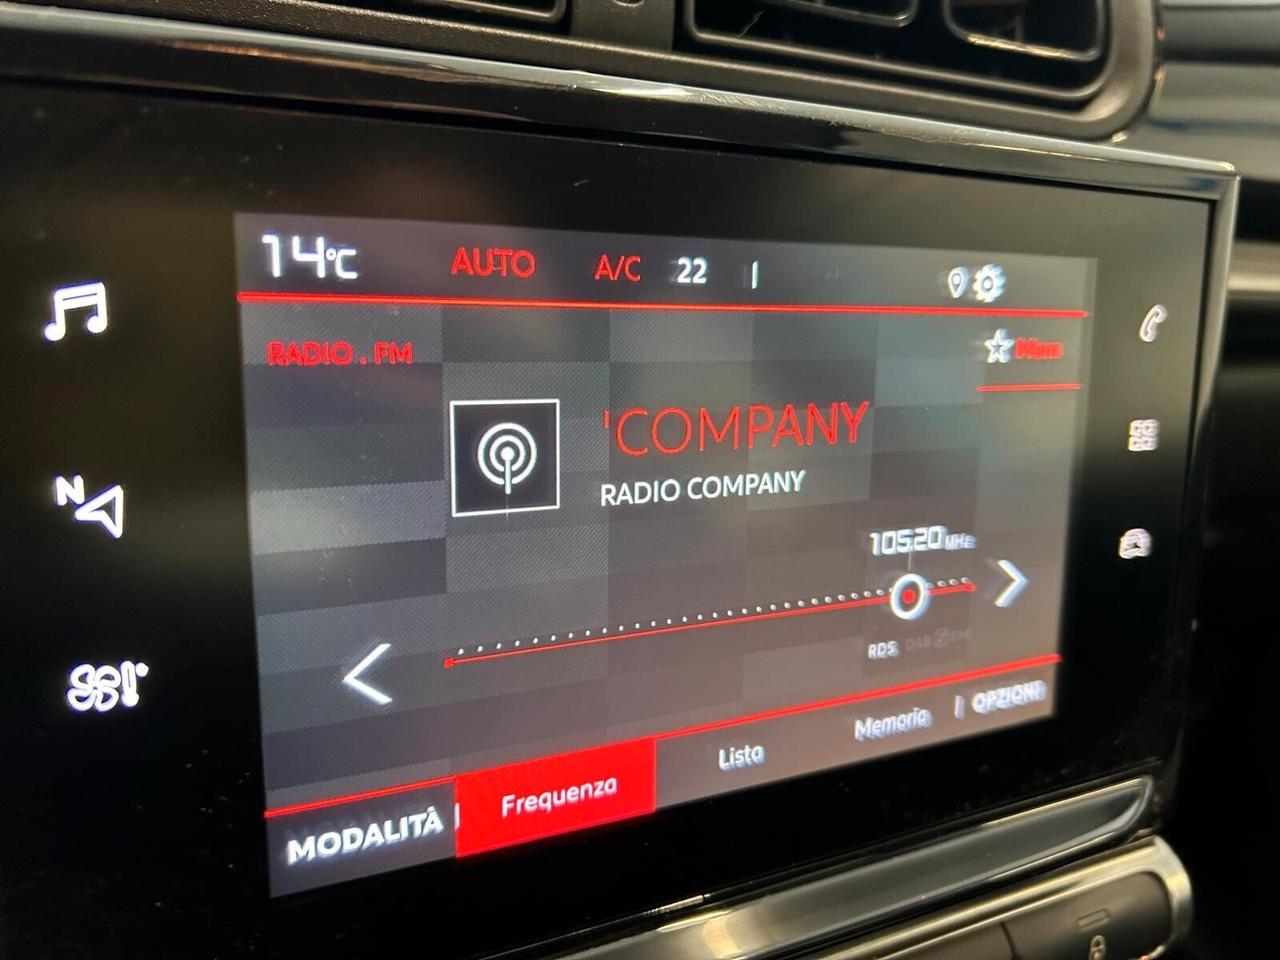 14°C AUTO A/C 22
RADIO . FM
Mem
'COMPANY
RADIO COMPANY
105.20 MHz
RDS DAB FM
MODALITÀ Frequenza Lista Memoria OPZIONI
N